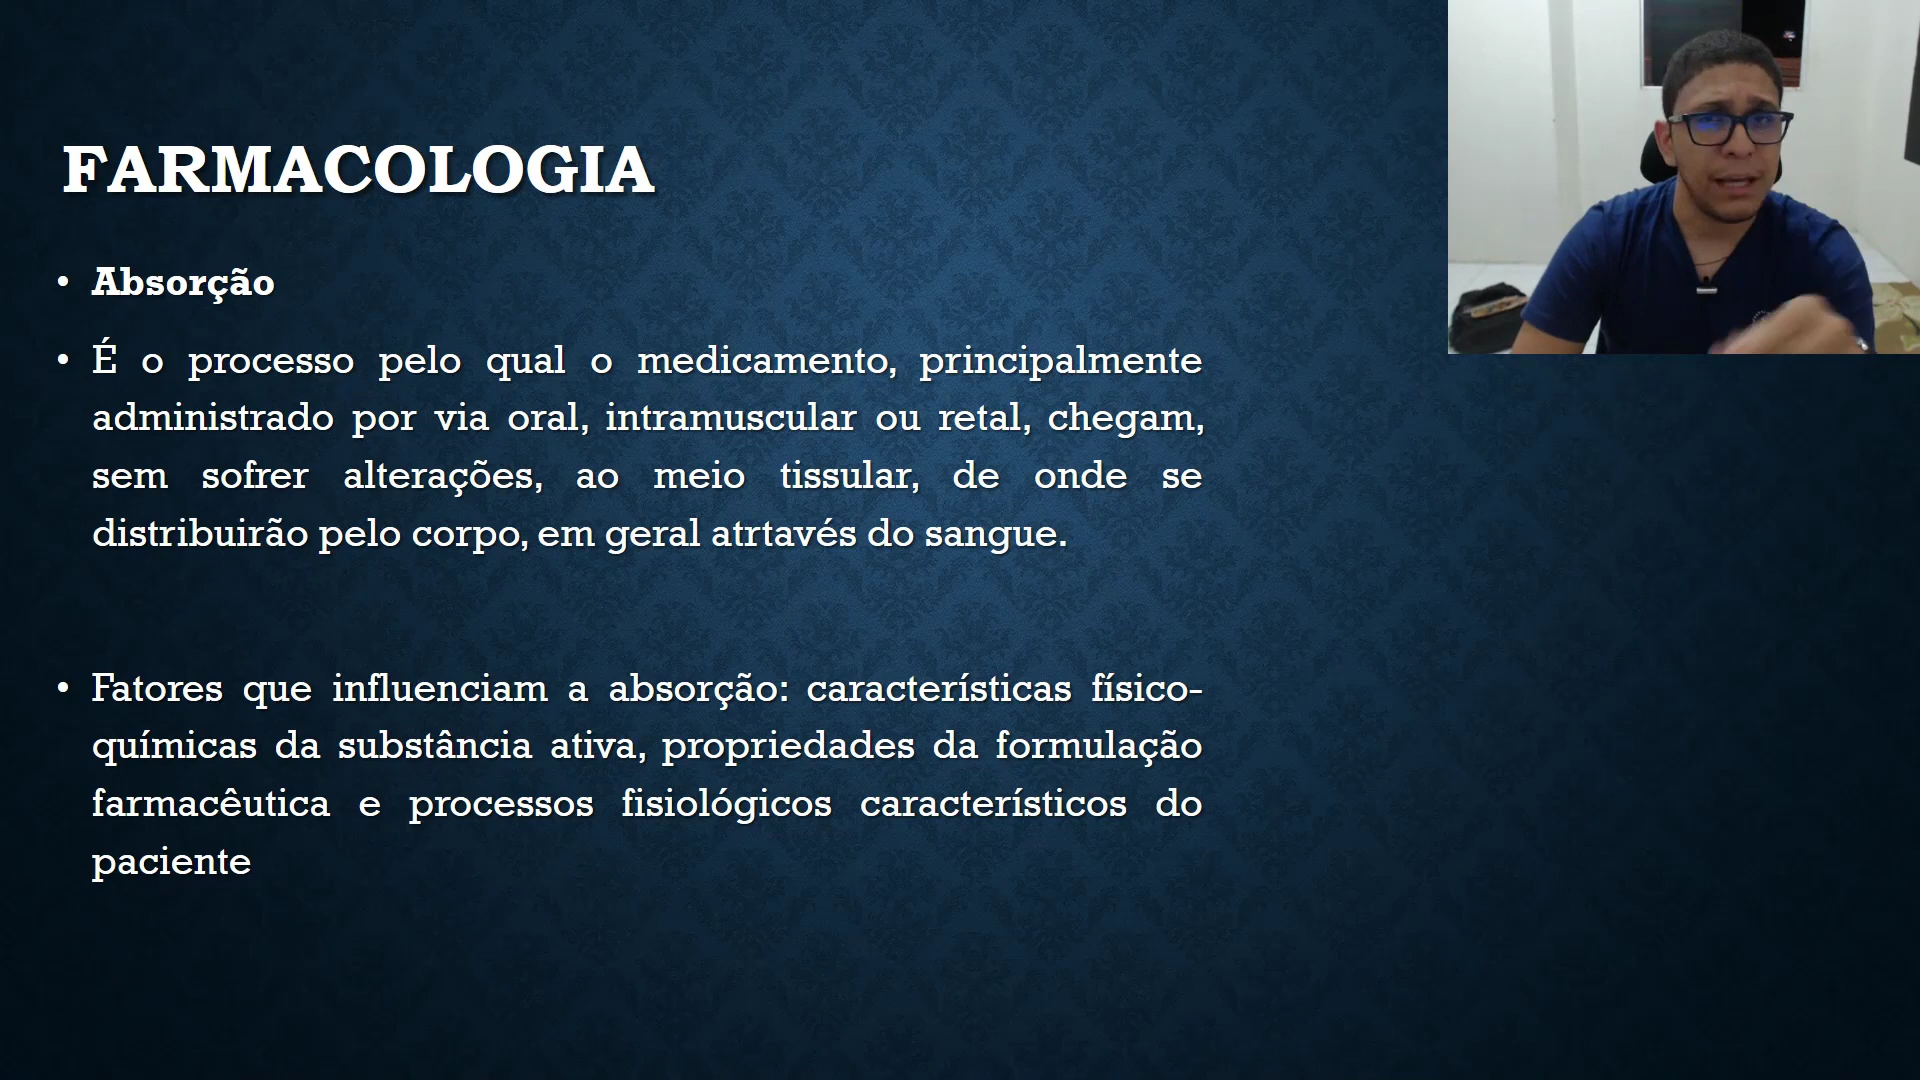 FARMACOLOGIA
• Absorção
• É o processo pelo qual o medicamento, principalmente
administrado por via oral, intramuscular ou retal, chegam,
sem sofrer alterações, ao meio tissular, de onde se
distribuirão pelo corpo, em geral atrtavés do sangue.
• Fatores que influenciam a absorção: características físico-
químicas da substância ativa, propriedades da formulação
farmacêutica e processos fisiológicos característicos do
paciente